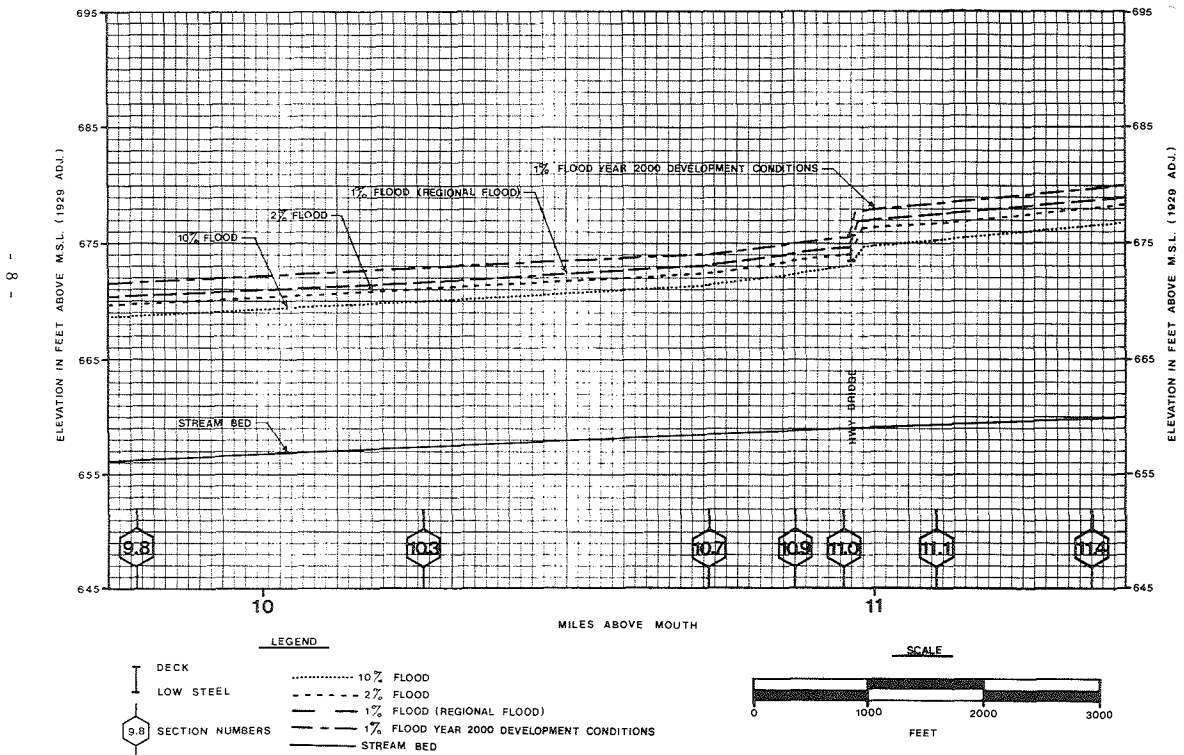 695
695
685
685
1% FLOOD YEAR 2000 DEVELOPMENT CONDITIONS
1% FLOOD (REGIONAL FLOOD)
2% FLOOD
10% FLOOD
675
675
665
665
STREAM BED
HWY BRIDGE
655
655
9.8
10.3
10.7
10.9
11.0
11.1
11.4
645
645
10
11
MILES ABOVE MOUTH
ELEVATION IN FEET ABOVE M.S.L. (1929 ADJ.)
ELEVATION IN FEET ABOVE M.S.L. (1929 ADJ.)
- 8 -
LEGEND
DECK
LOW STEEL
9.8 SECTION NUMBERS
10% FLOOD
2% FLOOD
1% FLOOD (REGIONAL FLOOD)
1% FLOOD YEAR 2000 DEVELOPMENT CONDITIONS
STREAM BED
SCALE
0 1000 2000 3000
FEET